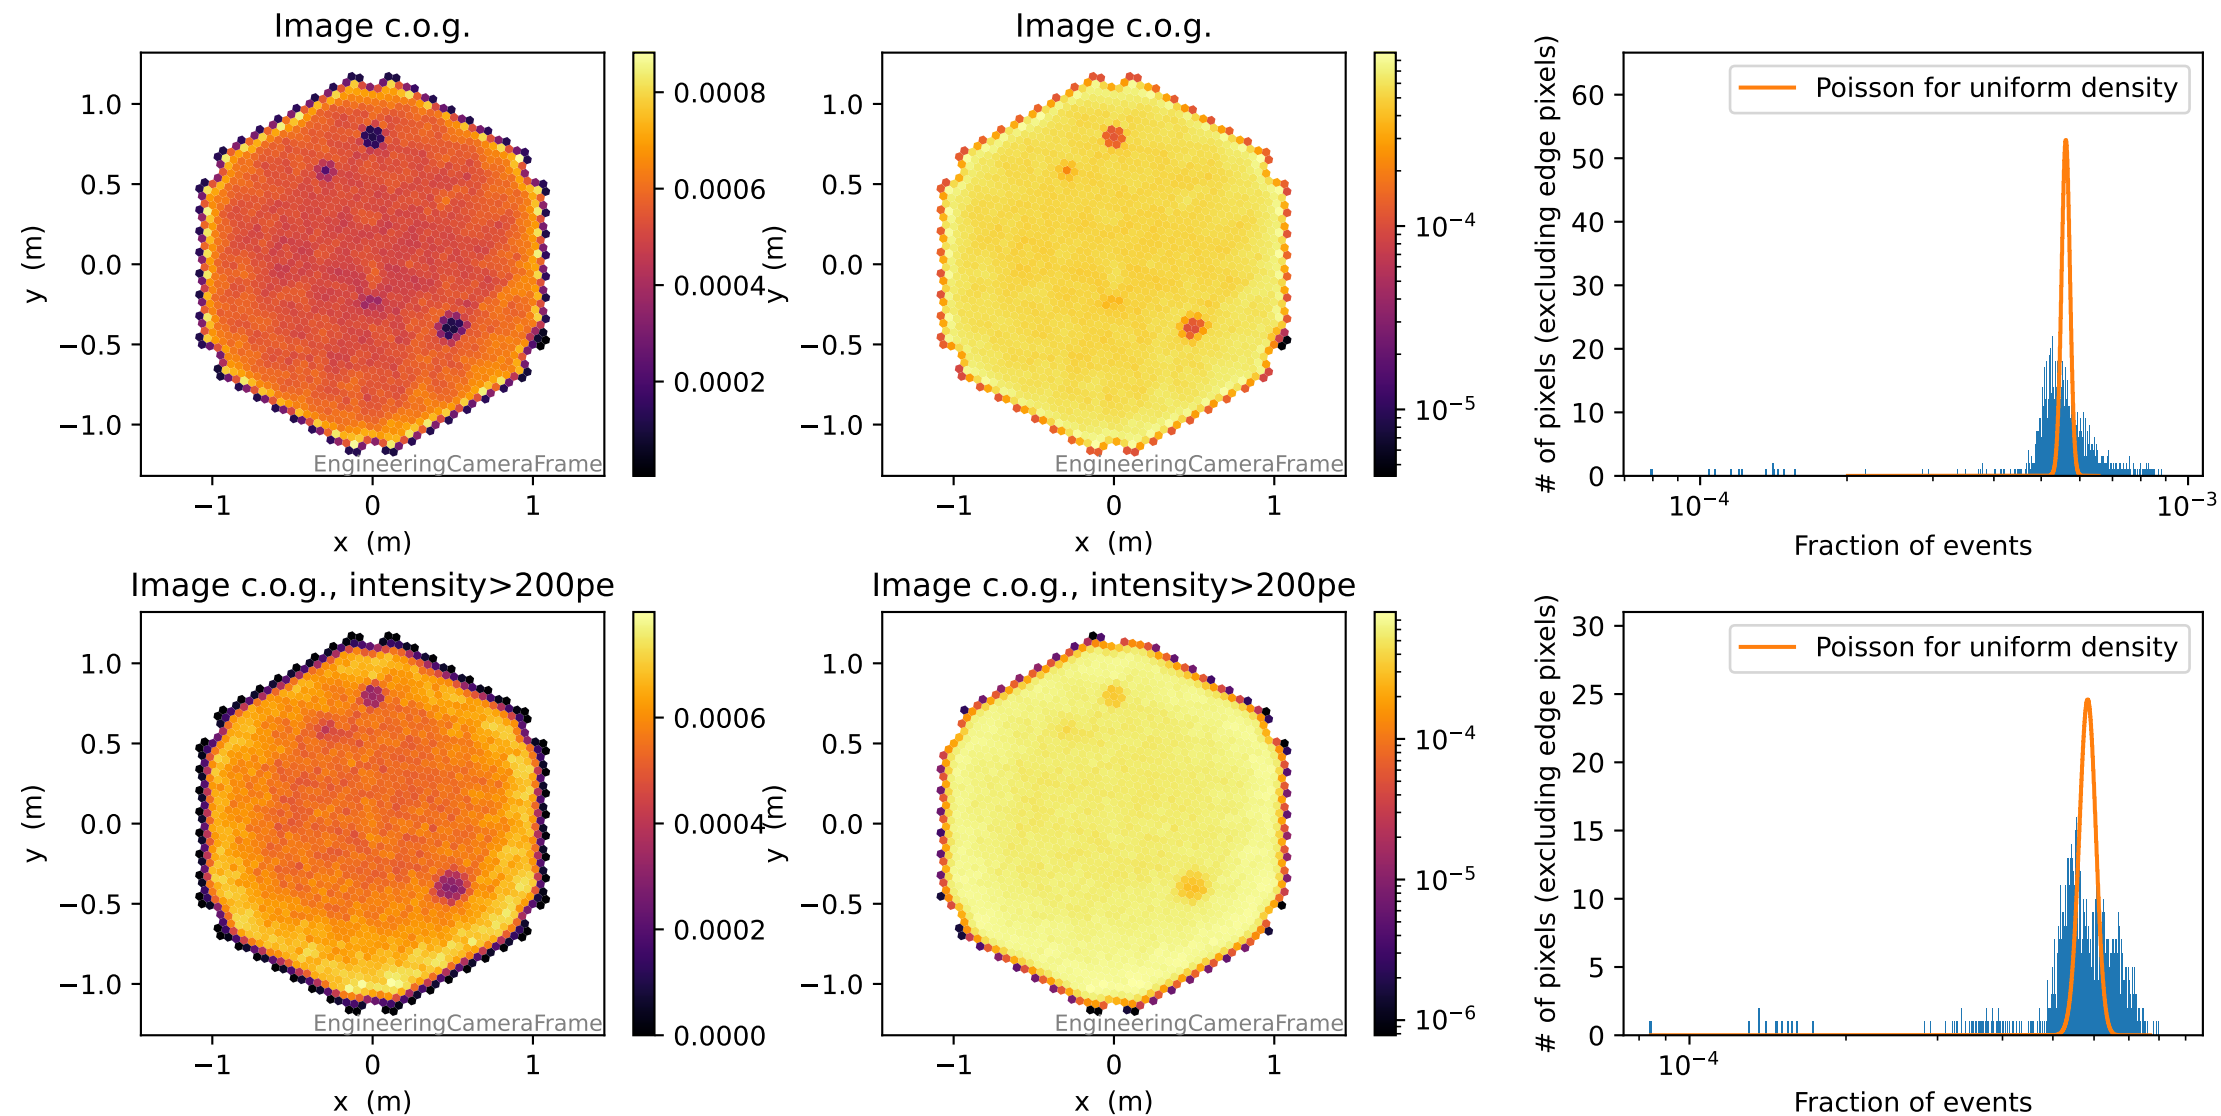 Image c.o.g.
1.0
0.5
0.0
−0.5
−1.0
y (m)
−1
0
1
x (m)
EngineeringCameraFrame
0.0008
0.0006
0.0004
0.0002
Image c.o.g.
1.0
0.5
0.0
−0.5
−1.0
y (m)
−1
0
1
x (m)
EngineeringCameraFrame
10⁻⁴
10⁻⁵
# of pixels (excluding edge pixels)
60
50
40
30
20
10
0
Poisson for uniform density
10⁻⁴
10⁻³
Fraction of events
Image c.o.g., intensity>200pe
1.0
0.5
0.0
−0.5
−1.0
y (m)
−1
0
1
x (m)
EngineeringCameraFrame
0.0006
0.0004
0.0002
0.0000
Image c.o.g., intensity>200pe
1.0
0.5
0.0
−0.5
−1.0
y (m)
−1
0
1
x (m)
EngineeringCameraFrame
10⁻⁴
10⁻⁵
10⁻⁶
# of pixels (excluding edge pixels)
30
25
20
15
10
5
0
Poisson for uniform density
10⁻⁴
Fraction of events